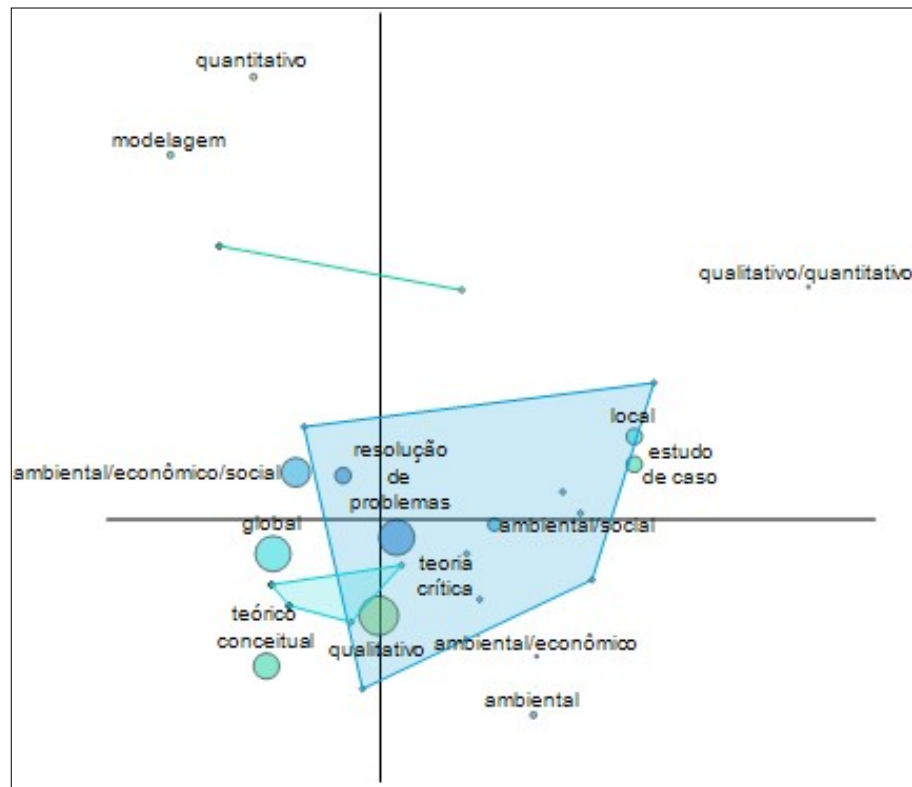 quantitativo
modelagem
qualitativo/quantitativo
local
resolução
de
problemas
estudo
de caso
ambiental/econômico/social
global
ambiental/social
teoria
crítica
teórico
conceitual
qualitativo
ambiental/econômico
ambiental